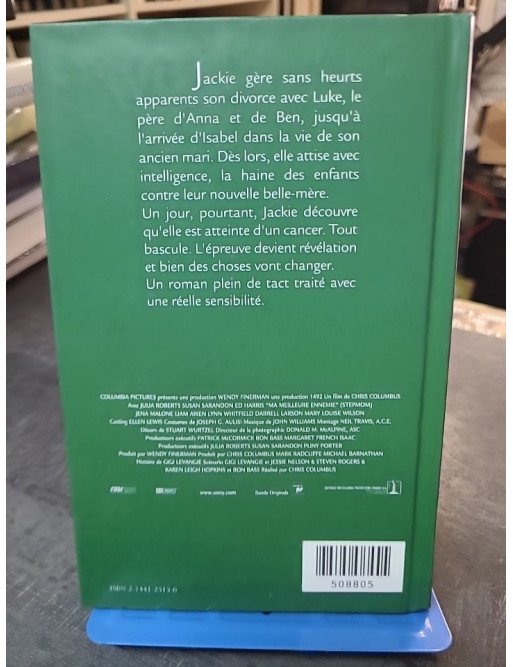 Jackie gère sans heurts
apparents son divorce avec Luke, le
père d'Anna et de Ben, jusqu'à
l'arrivée d'Isabel dans la vie de son
ancien mari. Dès lors, elle attise avec
intelligence, la haine des enfants
contre leur nouvelle belle-mère.
Un jour, pourtant, Jackie découvre
qu'elle est atteinte d'un cancer. Tout
bascule. L'épreuve devient révélation
et bien des choses vont changer.
Un roman plein de tact traité avec
une réelle sensibilité.
COLUMBIA PICTURES présente une production WENDY FINERMAN une production 1492 Un film de CHRIS COLUMBUS
Avec JULIA ROBERTS SUSAN SARANDON ED HARRIS "MA MEILLEURE ENNEMIE" (STEPMOM)
JENA MALONE LIAM AIKEN LYNN WHITFIELD DARRELL LARSON MARY LOUISE WILSON
Casting ELLEN LEWIS Costumes de JOSEPH G. AULISI Musique de JOHN WILLIAMS Montage NEIL TRAVIS, A.C.E.
Décors de STUART WURTZEL Directeur de la photographie DONALD M. McALPINE, ASC
Producteurs exécutifs PATRICK McCORMICK RON BASS MARGARET FRENCH ISAAC
Producteurs exécutifs JULIA ROBERTS SUSAN SARANDON PLINY PORTER
Produit par WENDY FINERMAN Produit par CHRIS COLUMBUS MARK RADCLIFFE MICHAEL BARNATHAN
Histoire de GIGI LEVANGIE Scénario GIGI LEVANGIE et JESSIE NELSON & STEVEN ROGERS &
KAREN LEIGH HOPKINS et RON BASS Réalisé par CHRIS COLUMBUS
www.sony.com Bande Originale
ISBN 2-7441-2515-6
508805